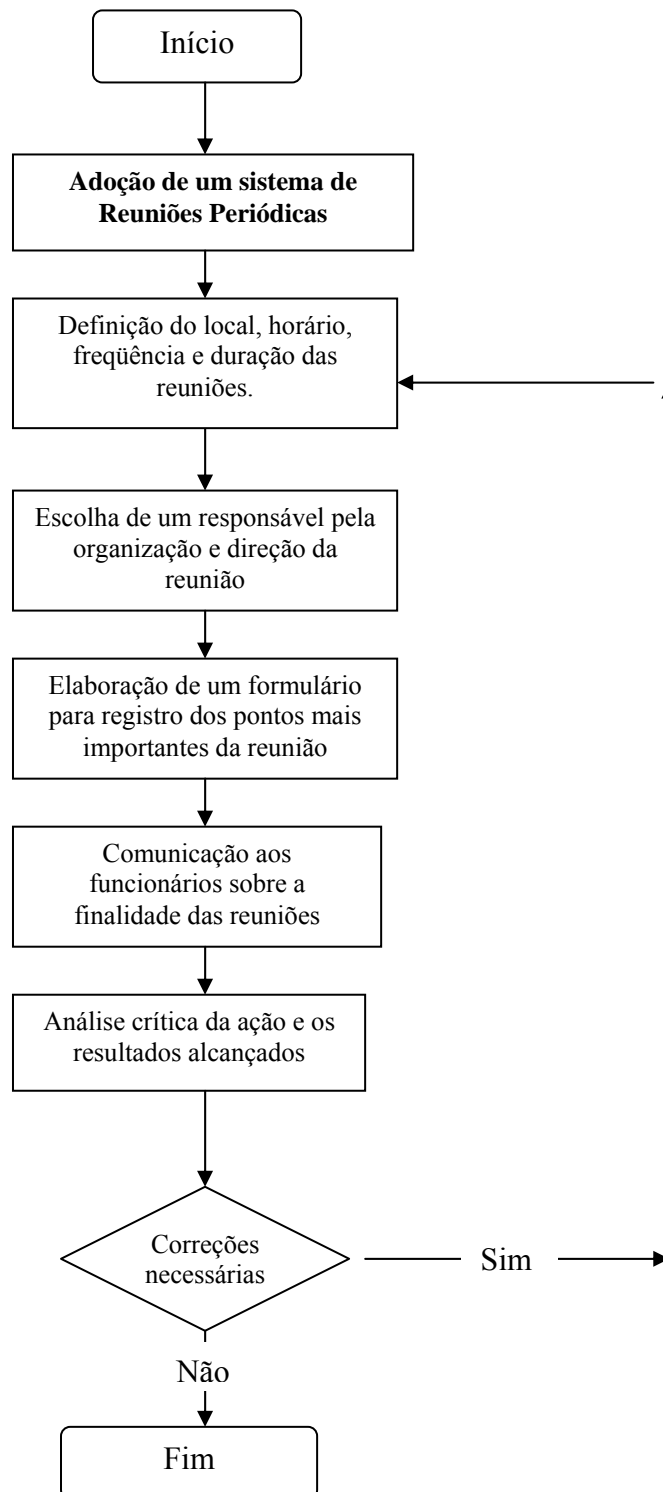 Início
Adoção de um sistema de
Reuniões Periódicas
Definição do local, horário,
freqüência e duração das
reuniões.
Escolha de um responsável pela
organização e direção da
reunião
Elaboração de um formulário
para registro dos pontos mais
importantes da reunião
Comunicação aos
funcionários sobre a
finalidade das reuniões
Análise crítica da ação e os
resultados alcançados
Correções
necessárias
Sim
Não
Fim